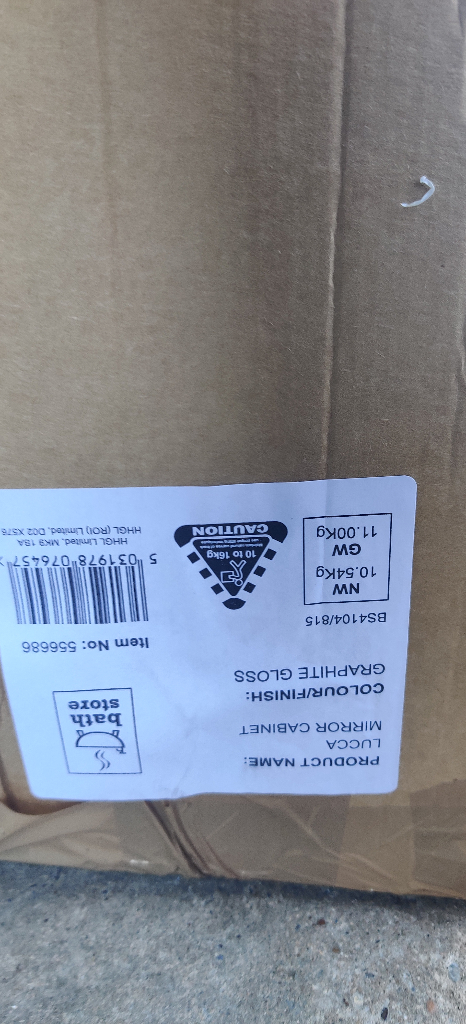 PRODUCT NAME:
LUCCA
MIRROR CABINET
COLOUR/FINISH:
GRAPHITE GLOSS
bath
store
Item No: 556686
BS4104/815
NW
10.54Kg
GW
11.00Kg
10 to 16kg
CAUTION
5 031978 076457
HHGL Limited, MK9 1BA
HHGL (ROI) Limited, D02 X576